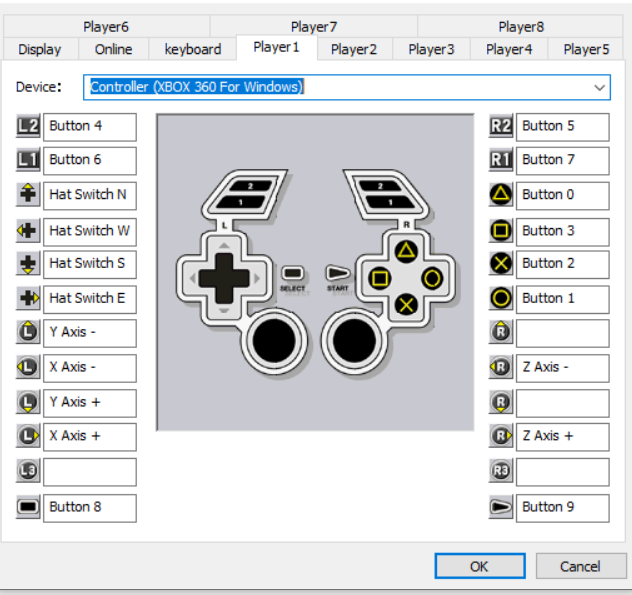 Player6 Player7 Player8
Display Online keyboard Player1 Player2 Player3 Player4 Player5
Device: Controller (XBOX 360 For Windows)
L2 Button 4
L1 Button 6
Hat Switch N
Hat Switch W
Hat Switch S
Hat Switch E
L Y Axis -
L X Axis -
L Y Axis +
L X Axis +
L3
Button 8
2
1
L
2
1
R
SELECT
START
R2 Button 5
R1 Button 7
Button 0
Button 3
Button 2
Button 1
R
R Z Axis -
R
R Z Axis +
R3
Button 9
OK Cancel